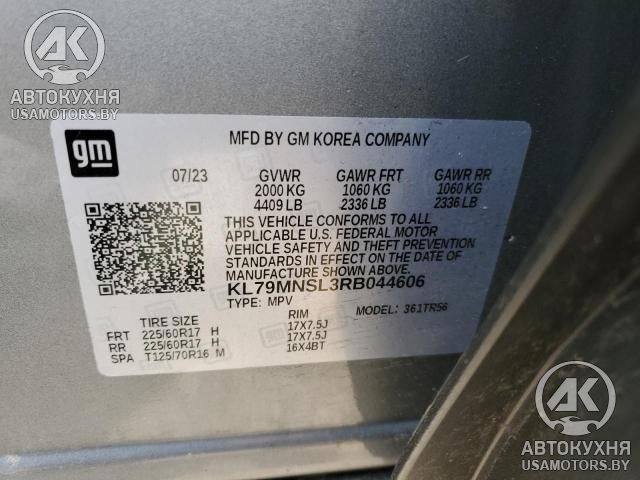 AK
АВТОКУХНЯ
USAMOTORS.BY
gm
MFD BY GM KOREA COMPANY
07/23 GVWR GAWR FRT GAWR RR
2000 KG 1060 KG 1060 KG
4409 LB 2336 LB 2336 LB
THIS VEHICLE CONFORMS TO ALL
APPLICABLE U.S. FEDERAL MOTOR
VEHICLE SAFETY AND THEFT PREVENTION
STANDARDS IN EFFECT ON THE DATE OF
MANUFACTURE SHOWN ABOVE.
KL79MNSL3RB044606
TYPE: MPV MODEL: 361TR56
TIRE SIZE RIM
FRT 225/60R17 H 17X7.5J
RR 225/60R17 H 17X7.5J
SPA T125/70R16 M 16X4BT
AK
АВТОКУХНЯ
USAMOTORS.BY